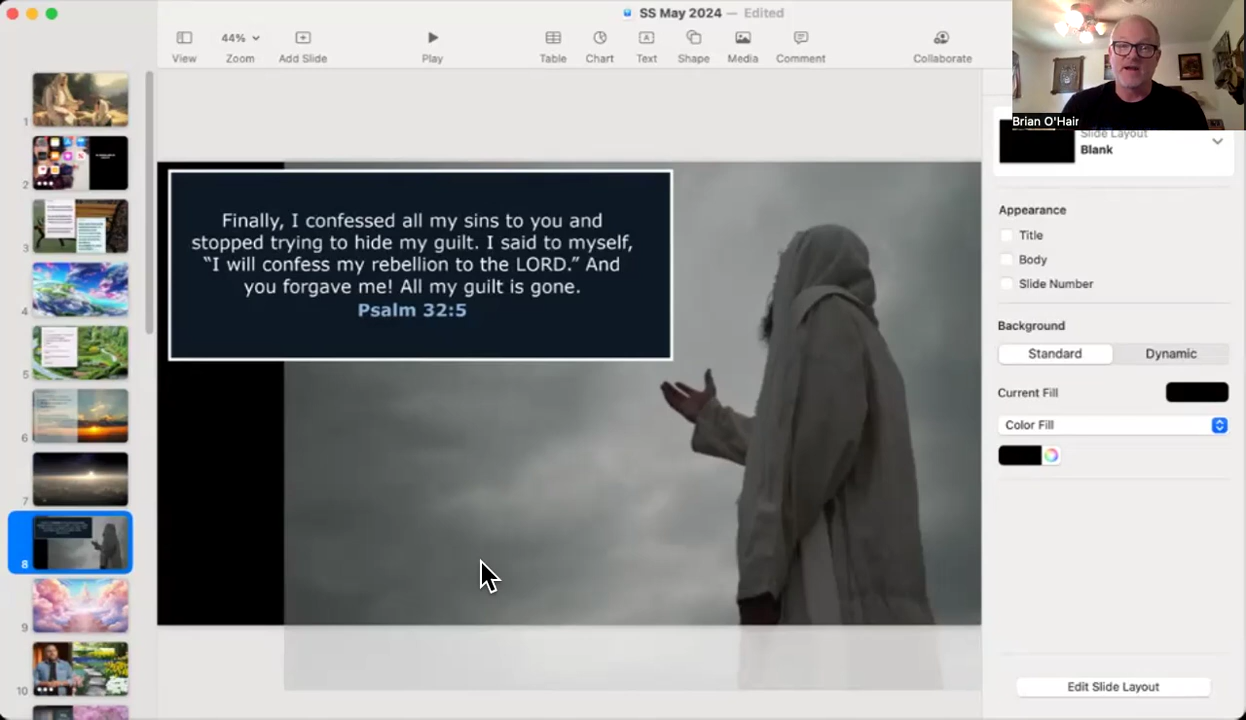 SS May 2024 — Edited
View
44%
Zoom
Add Slide
Play
Table
Chart
Text
Shape
Media
Comment
Collaborate
Brian O'Hair
1
2
3
4
5
6
7
8
9
10
Finally, I confessed all my sins to you and
stopped trying to hide my guilt. I said to myself,
“I will confess my rebellion to the LORD.” And
you forgave me! All my guilt is gone.
Psalm 32:5
Slide Layout
Blank
Appearance
Title
Body
Slide Number
Background
Standard
Dynamic
Current Fill
Color Fill
Edit Slide Layout